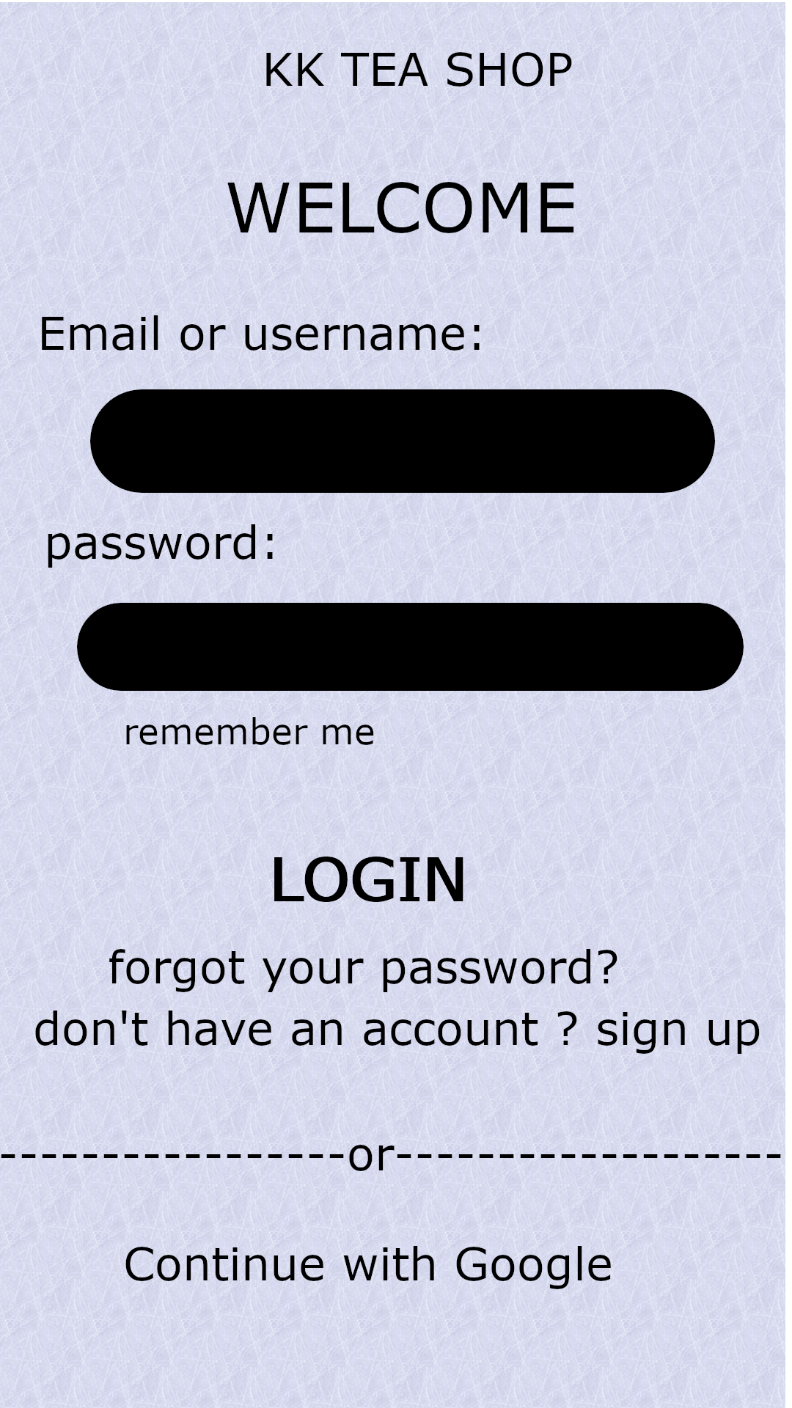 KK TEA SHOP
WELCOME
Email or username:
password:
remember me
LOGIN
forgot your password?
don't have an account ? sign up
-----------------or-------------------
Continue with Google